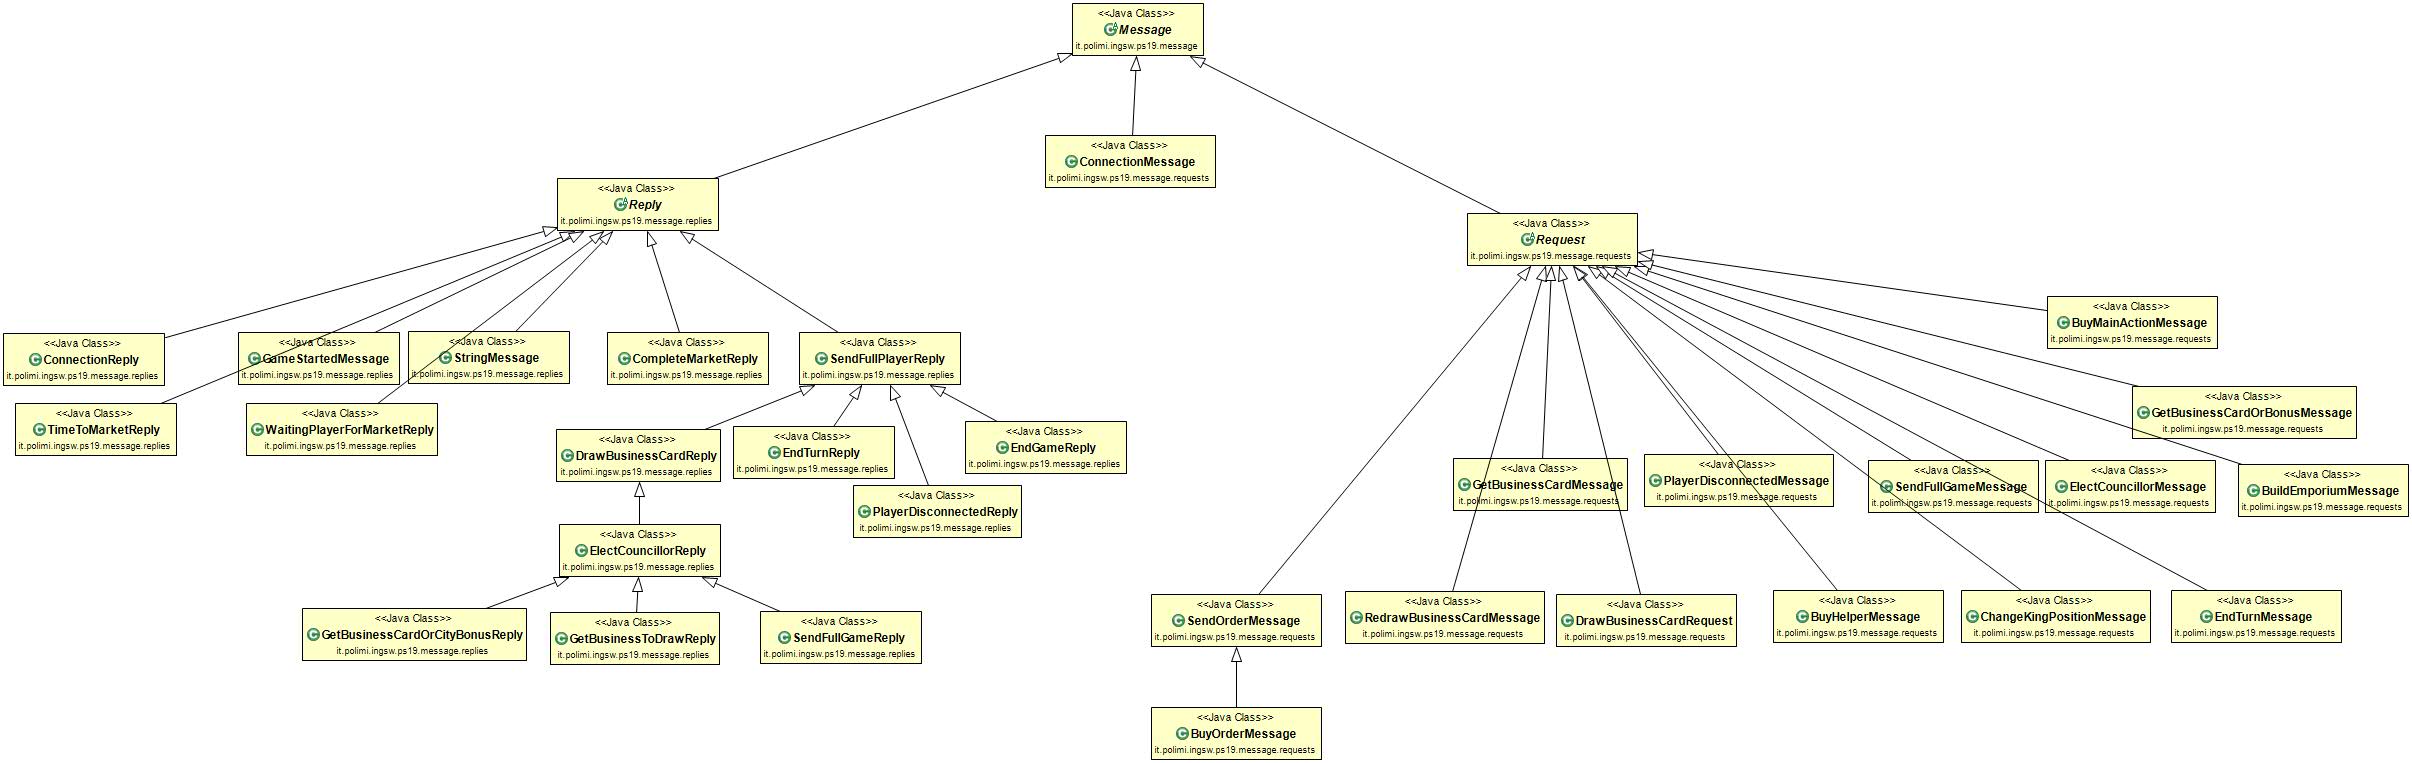 <<Java Class>>
Message
it.polimi.ingsw.ps19.message
<<Java Class>>
ConnectionMessage
it.polimi.ingsw.ps19.message.requests
<<Java Class>>
Reply
it.polimi.ingsw.ps19.message.replies
<<Java Class>>
Request
it.polimi.ingsw.ps19.message.requests
<<Java Class>>
ConnectionReply
it.polimi.ingsw.ps19.message.replies
<<Java Class>>
GameStartedMessage
it.polimi.ingsw.ps19.message.replies
<<Java Class>>
StringMessage
it.polimi.ingsw.ps19.message.replies
<<Java Class>>
CompleteMarketReply
it.polimi.ingsw.ps19.message.replies
<<Java Class>>
SendFullPlayerReply
it.polimi.ingsw.ps19.message.replies
<<Java Class>>
BuyMainActionMessage
it.polimi.ingsw.ps19.message.requests
<<Java Class>>
TimeToMarketReply
it.polimi.ingsw.ps19.message.replies
<<Java Class>>
WaitingPlayerForMarketReply
it.polimi.ingsw.ps19.message.replies
<<Java Class>>
DrawBusinessCardReply
it.polimi.ingsw.ps19.message.replies
<<Java Class>>
EndTurnReply
it.polimi.ingsw.ps19.message.replies
<<Java Class>>
EndGameReply
it.polimi.ingsw.ps19.message.replies
<<Java Class>>
GetBusinessCardOrBonusMessage
it.polimi.ingsw.ps19.message.requests
<<Java Class>>
PlayerDisconnectedReply
it.polimi.ingsw.ps19.message.replies
<<Java Class>>
GetBusinessCardMessage
it.polimi.ingsw.ps19.message.requests
<<Java Class>>
PlayerDisconnectedMessage
it.polimi.ingsw.ps19.message.requests
<<Java Class>>
SendFullGameMessage
it.polimi.ingsw.ps19.message.requests
<<Java Class>>
ElectCouncillorMessage
it.polimi.ingsw.ps19.message.requests
<<Java Class>>
BuildEmporiumMessage
it.polimi.ingsw.ps19.message.requests
<<Java Class>>
ElectCouncillorReply
it.polimi.ingsw.ps19.message.replies
<<Java Class>>
GetBusinessCardOrCityBonusReply
it.polimi.ingsw.ps19.message.replies
<<Java Class>>
GetBusinessToDrawReply
it.polimi.ingsw.ps19.message.replies
<<Java Class>>
SendFullGameReply
it.polimi.ingsw.ps19.message.replies
<<Java Class>>
SendOrderMessage
it.polimi.ingsw.ps19.message.requests
<<Java Class>>
RedrawBusinessCardMessage
it.polimi.ingsw.ps19.message.requests
<<Java Class>>
DrawBusinessCardRequest
it.polimi.ingsw.ps19.message.requests
<<Java Class>>
BuyHelperMessage
it.polimi.ingsw.ps19.message.requests
<<Java Class>>
ChangeKingPositionMessage
it.polimi.ingsw.ps19.message.requests
<<Java Class>>
EndTurnMessage
it.polimi.ingsw.ps19.message.requests
<<Java Class>>
BuyOrderMessage
it.polimi.ingsw.ps19.message.requests